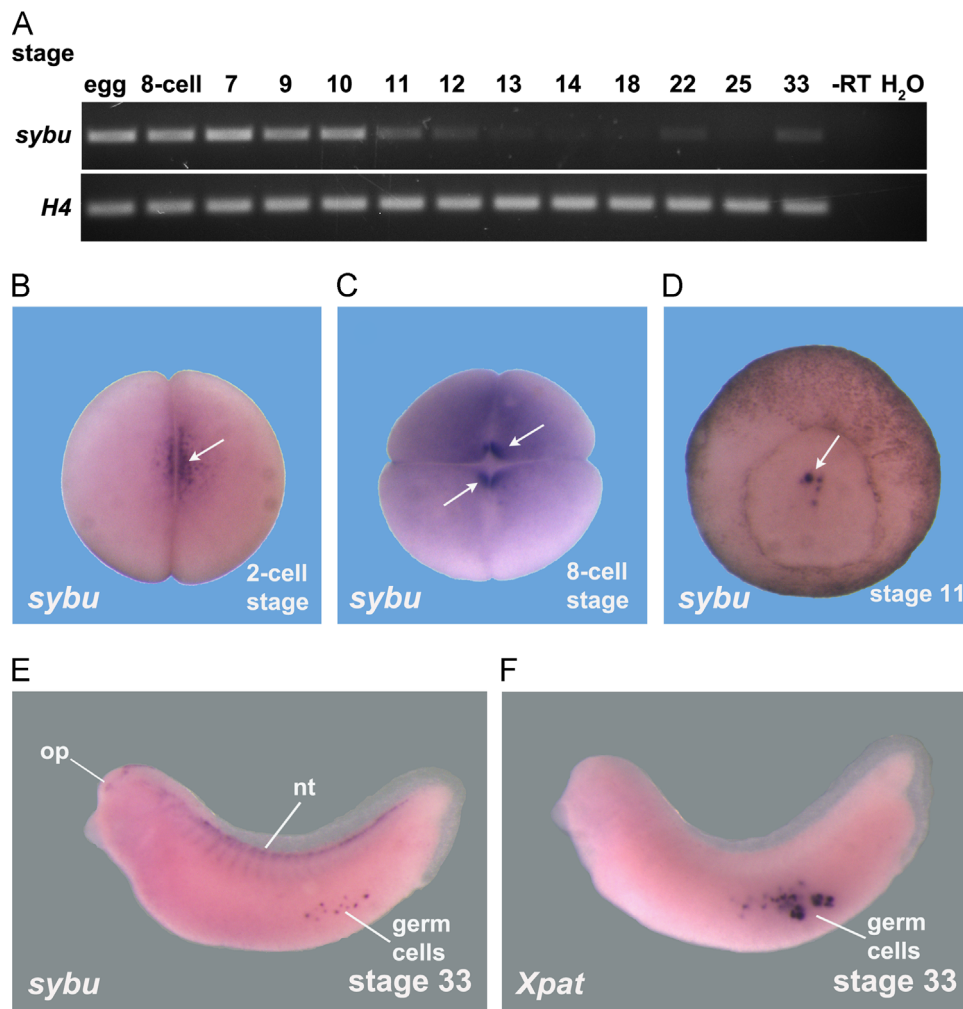 A
stage
egg 8-cell 7 9 10 11 12 13 14 18 22 25 33 -RT H₂O
sybu
H4
B
C
D
2-cell
stage
sybu
8-cell
stage
sybu
stage 11
sybu
E
F
op
nt
germ
cells
sybu
stage 33
germ
cells
Xpat
stage 33